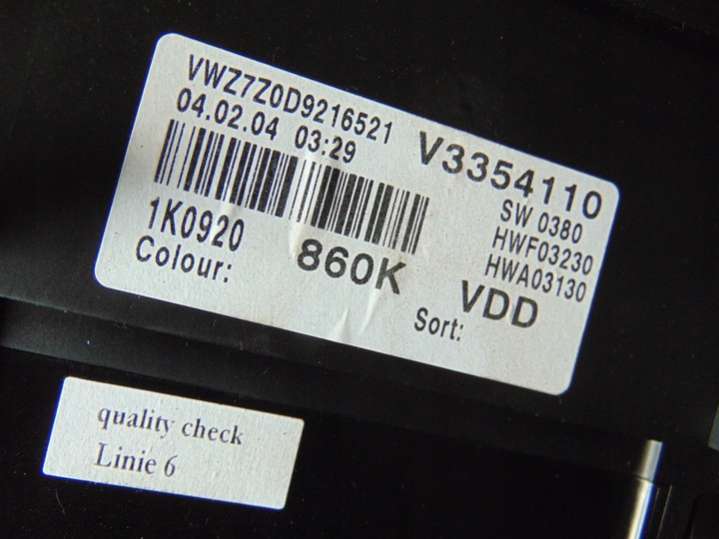 VWZ7Z0D9216521 V3354110
04.02.04 03:29 SW 0380
HWF03230
HWA03130
1K0920 860K VDD
Colour: Sort:
quality check
Linie 6